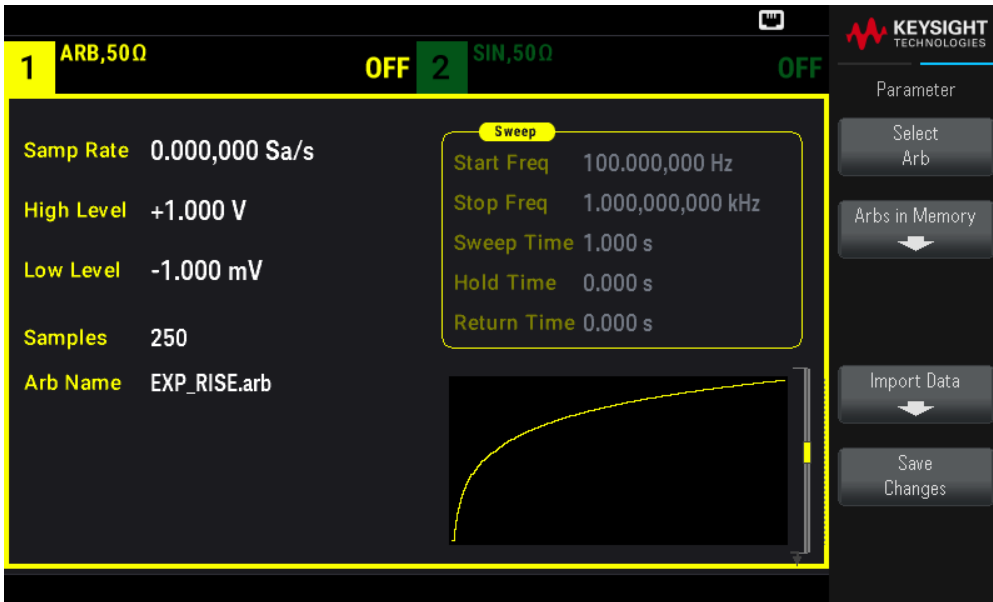 KEYSIGHT
TECHNOLOGIES
1 ARB,50Ω OFF
2 SIN,50Ω OFF
Parameter
Samp Rate 0.000,000 Sa/s
High Level +1.000 V
Low Level -1.000 mV
Samples 250
Arb Name EXP_RISE.arb
Sweep
Start Freq 100.000,000 Hz
Stop Freq 1.000,000,000 kHz
Sweep Time 1.000 s
Hold Time 0.000 s
Return Time 0.000 s
Select
Arb
Arbs in Memory
Import Data
Save
Changes